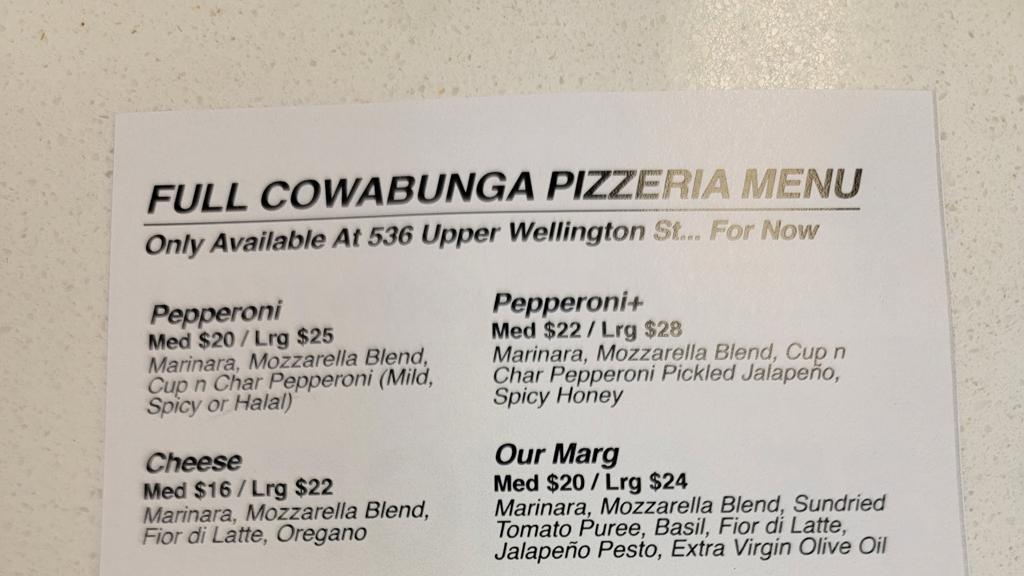 FULL COWABUNGA PIZZERIA MENU
Only Available At 536 Upper Wellington St... For Now
Pepperoni
Med $20 / Lrg $25
Marinara, Mozzarella Blend,
Cup n Char Pepperoni (Mild,
Spicy or Halal)
Pepperoni+
Med $22 / Lrg $28
Marinara, Mozzarella Blend, Cup n
Char Pepperoni Pickled Jalapeño,
Spicy Honey
Cheese
Med $16 / Lrg $22
Marinara, Mozzarella Blend,
Fior di Latte, Oregano
Our Marg
Med $20 / Lrg $24
Marinara, Mozzarella Blend, Sundried
Tomato Puree, Basil, Fior di Latte,
Jalapeño Pesto, Extra Virgin Olive Oil